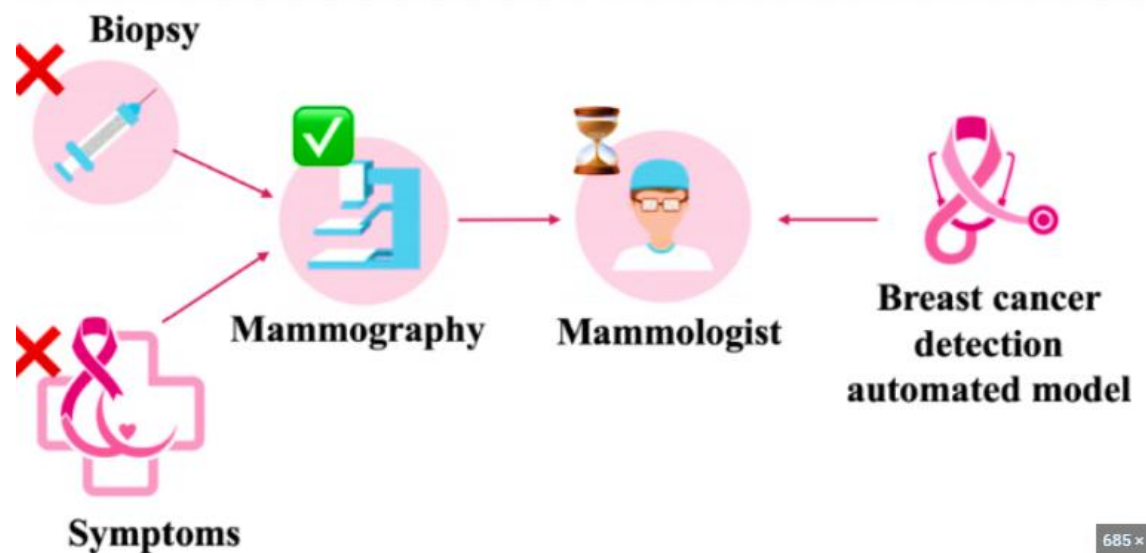 Biopsy
Mammography
Mammologist
Breast cancer
detection
automated model
Symptoms
685 ×